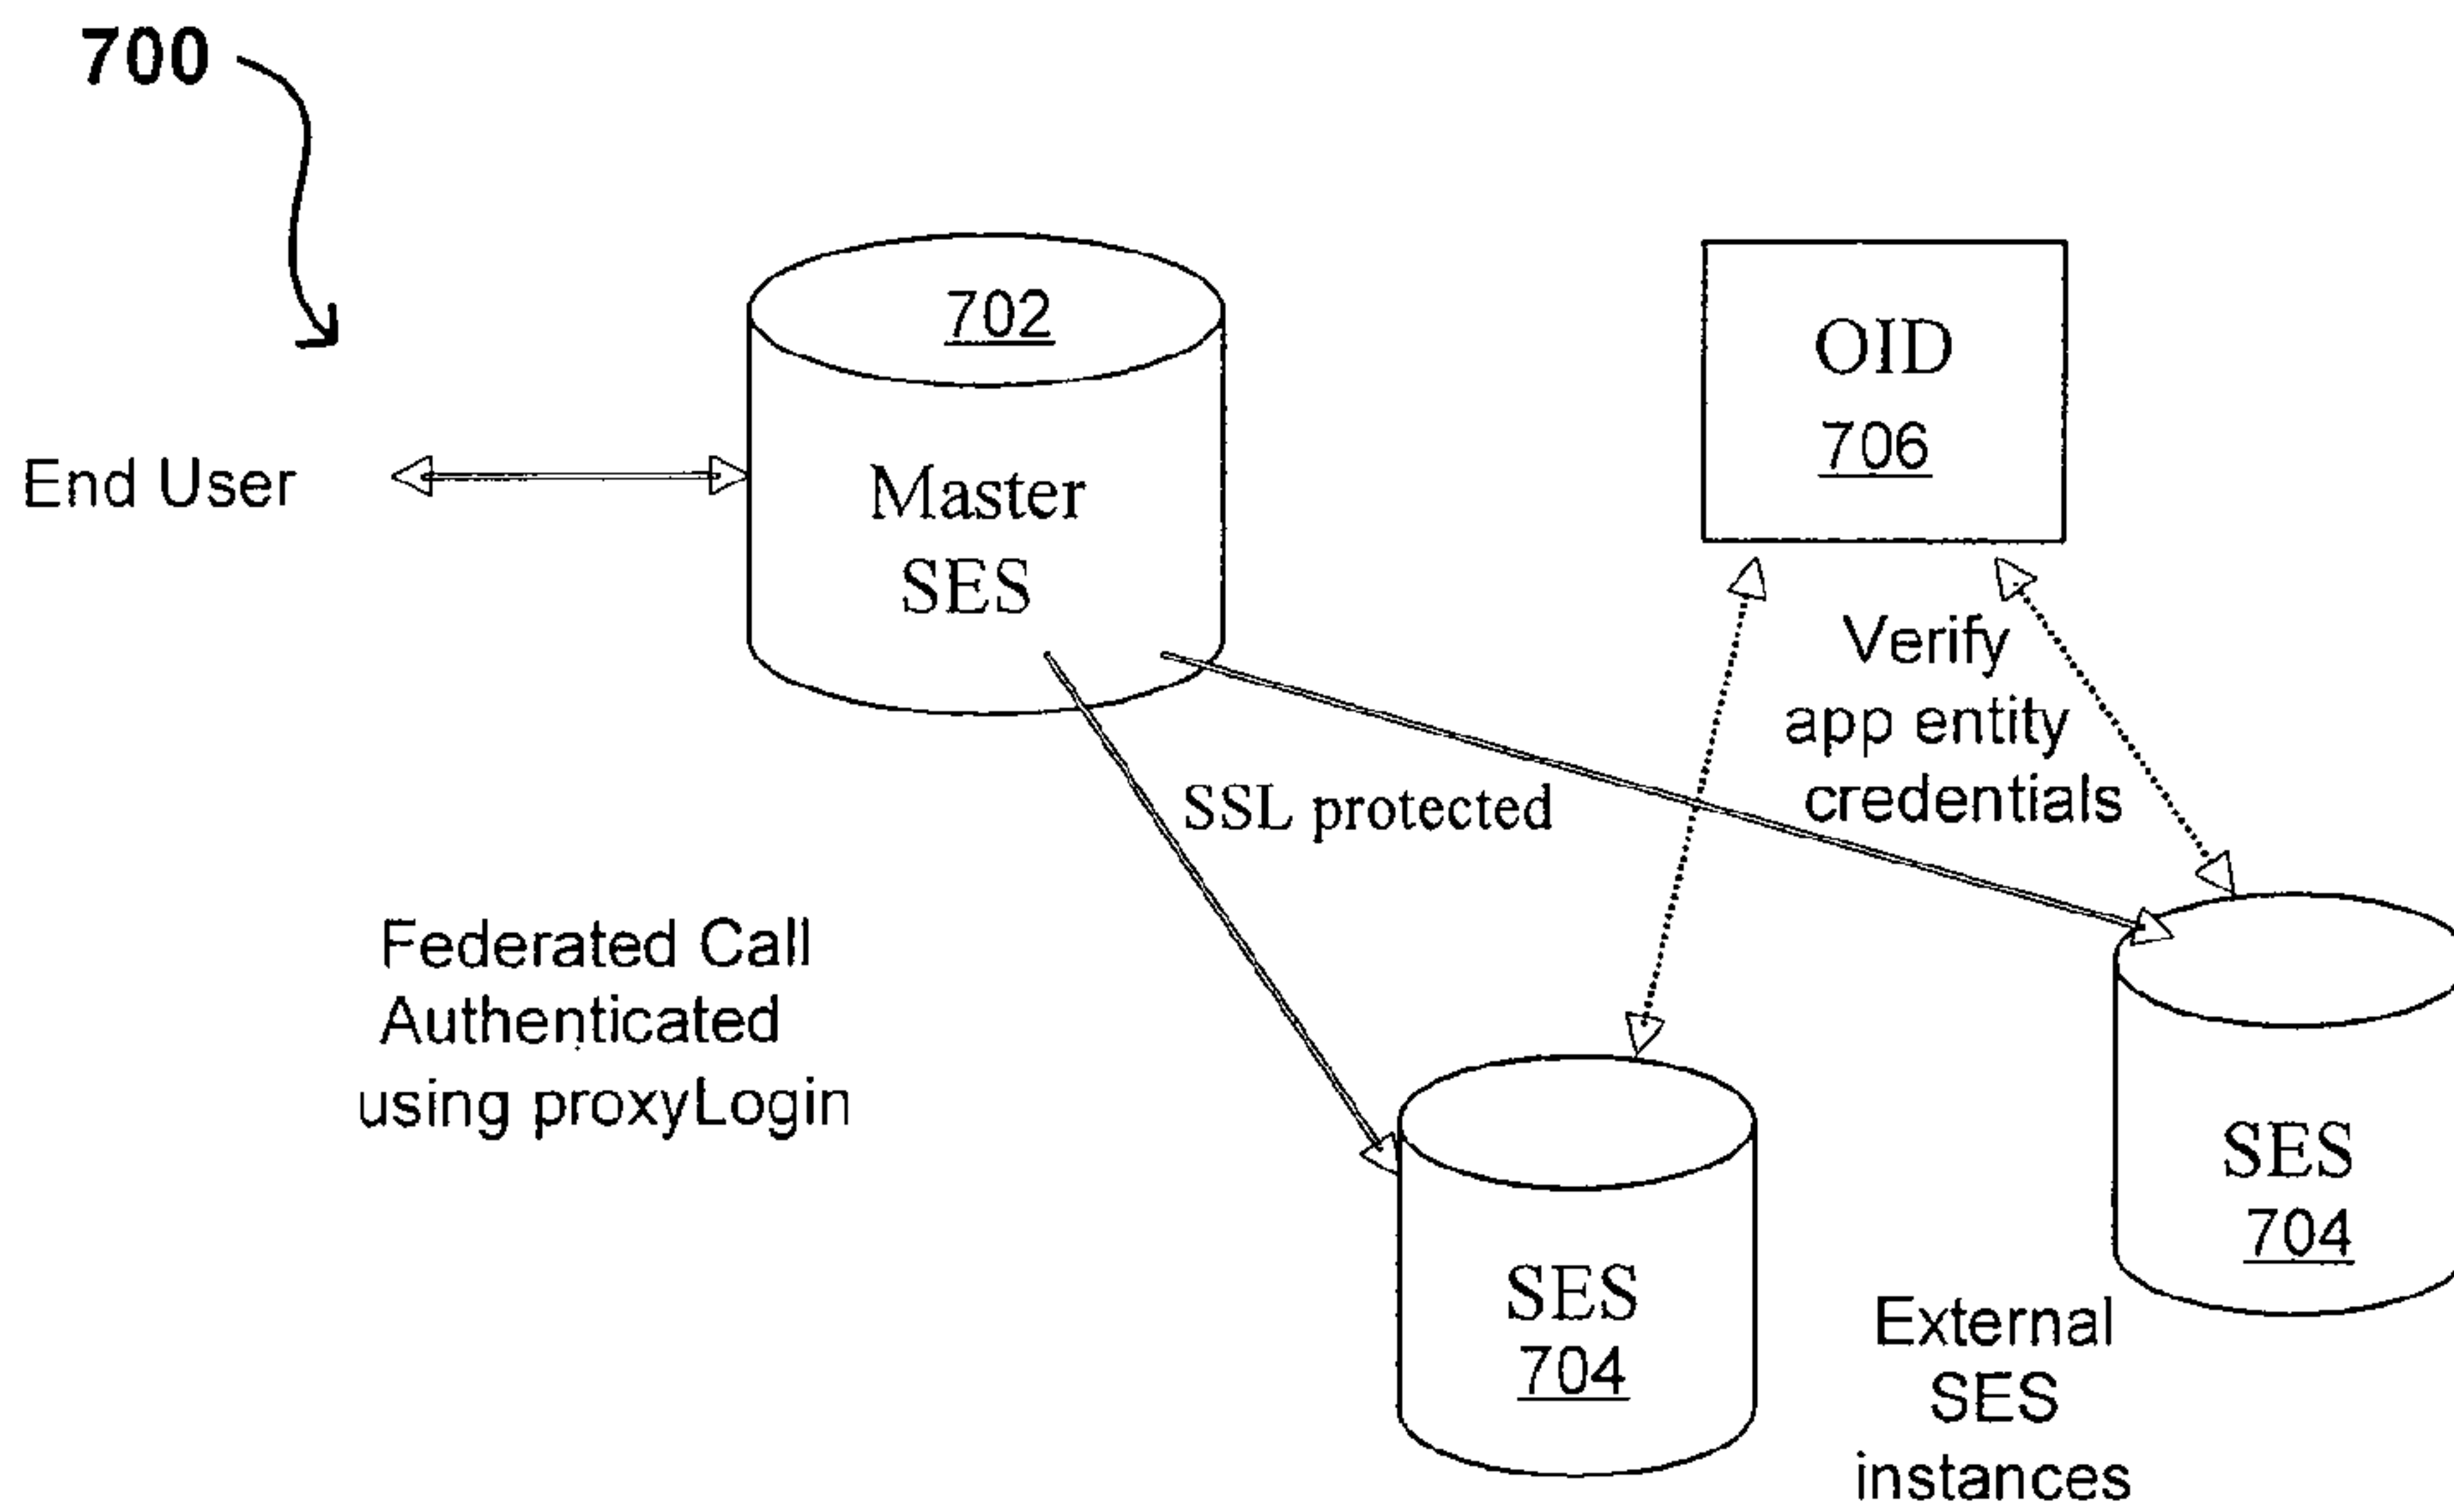 700
702
Master
SES
OID
706
End User
Verify
app entity
credentials
SSL protected
Federated Call
Authenticated
using proxyLogin
SES
704
SES
704
External
SES
instances